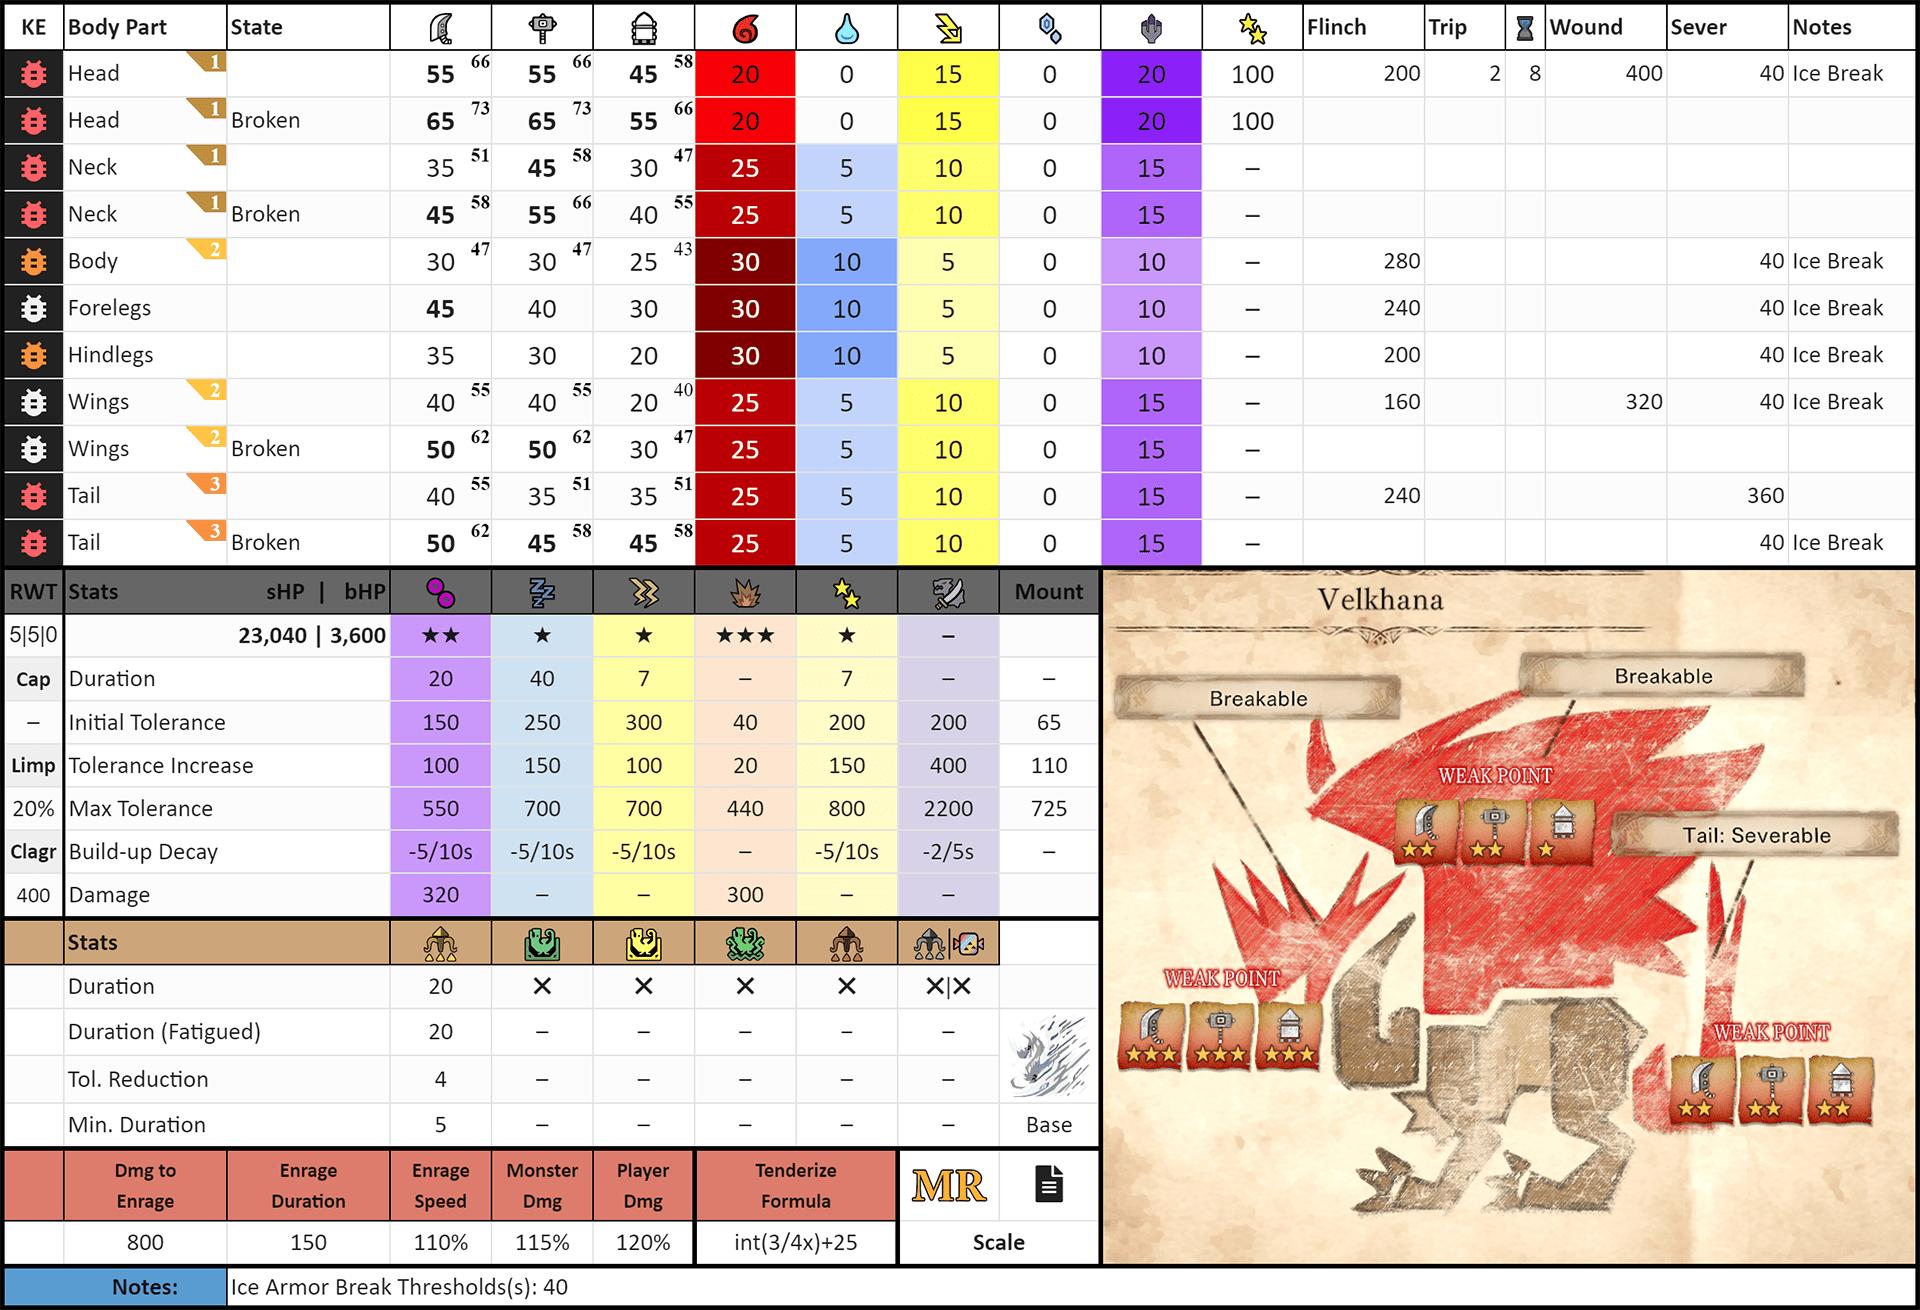 KE Body Part State Flinch Trip Wound Sever Notes
Head 1 55 66 55 66 45 58 20 0 15 0 20 100 200 2 8 400 40 Ice Break
Head 1 Broken 65 73 65 73 55 66 20 0 15 0 20 100
Neck 1 35 51 45 58 30 47 25 5 10 0 15 –
Neck 1 Broken 45 58 55 66 40 55 25 5 10 0 15 –
Body 2 30 47 30 47 25 43 30 10 5 0 10 – 280 40 Ice Break
Forelegs 45 40 30 30 10 5 0 10 – 240 40 Ice Break
Hindlegs 35 30 20 30 10 5 0 10 – 200 40 Ice Break
Wings 2 40 55 40 55 20 40 25 5 10 0 15 – 160 320 40 Ice Break
Wings 2 Broken 50 62 50 62 30 47 25 5 10 0 15 –
Tail 3 40 55 35 51 35 51 25 5 10 0 15 – 240 360
Tail 3 Broken 50 62 45 58 45 58 25 5 10 0 15 – 40 Ice Break
RWT Stats sHP | bHP Mount
5|5|0 23,040 | 3,600 ★★ ★ ★ ★★★ ★ –
Cap Duration 20 40 7 – 7 – –
– Initial Tolerance 150 250 300 40 200 200 65
Limp Tolerance Increase 100 150 100 20 150 400 110
20% Max Tolerance 550 700 700 440 800 2200 725
Clagr Build-up Decay -5/10s -5/10s -5/10s – -5/10s -2/5s –
400 Damage 320 – – 300 – –
Stats
Duration 20 ✕ ✕ ✕ ✕ ✕|✕
Duration (Fatigued) 20 – – – – –
Tol. Reduction 4 – – – – –
Min. Duration 5 – – – – – Base
Dmg to Enrage Enrage Duration Enrage Speed Monster Dmg Player Dmg Tenderize Formula MR
800 150 110% 115% 120% int(3/4x)+25 Scale
Notes: Ice Armor Break Thresholds(s): 40
Velkhana
Breakable
Breakable
WEAK POINT
Tail: Severable
WEAK POINT
WEAK POINT